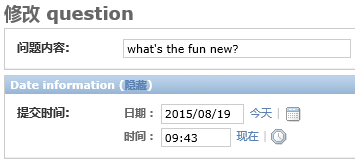 修改 question
问题内容: what's the fun new?
Date information (隐藏)
提交时间: 日期： 2015/08/19 今天 |
时间： 09:43 现在 |